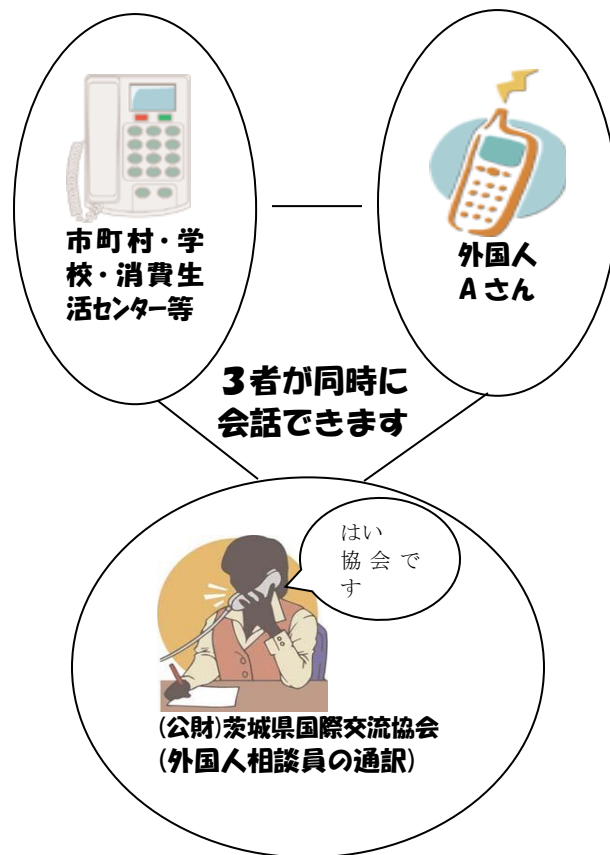 市町村・学
校・消費生
活センター等
外国人
Aさん
3者が同時に
会話できます
はい
協会で
す
(公財)茨城県国際交流協会
(外国人相談員の通訳)